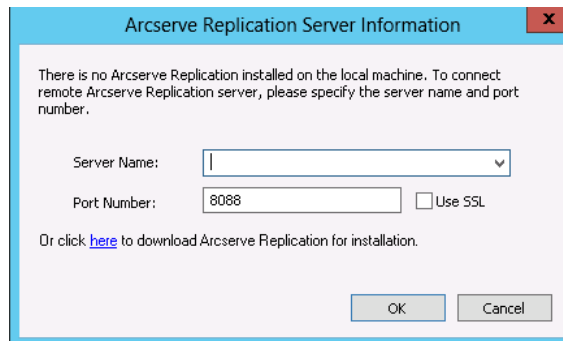 Arcserve Replication Server Information
x
There is no Arcserve Replication installed on the local machine. To connect
remote Arcserve Replication server, please specify the server name and port
number.
Server Name:
Port Number: 8088 Use SSL
Or click here to download Arcserve Replication for installation.
OK Cancel